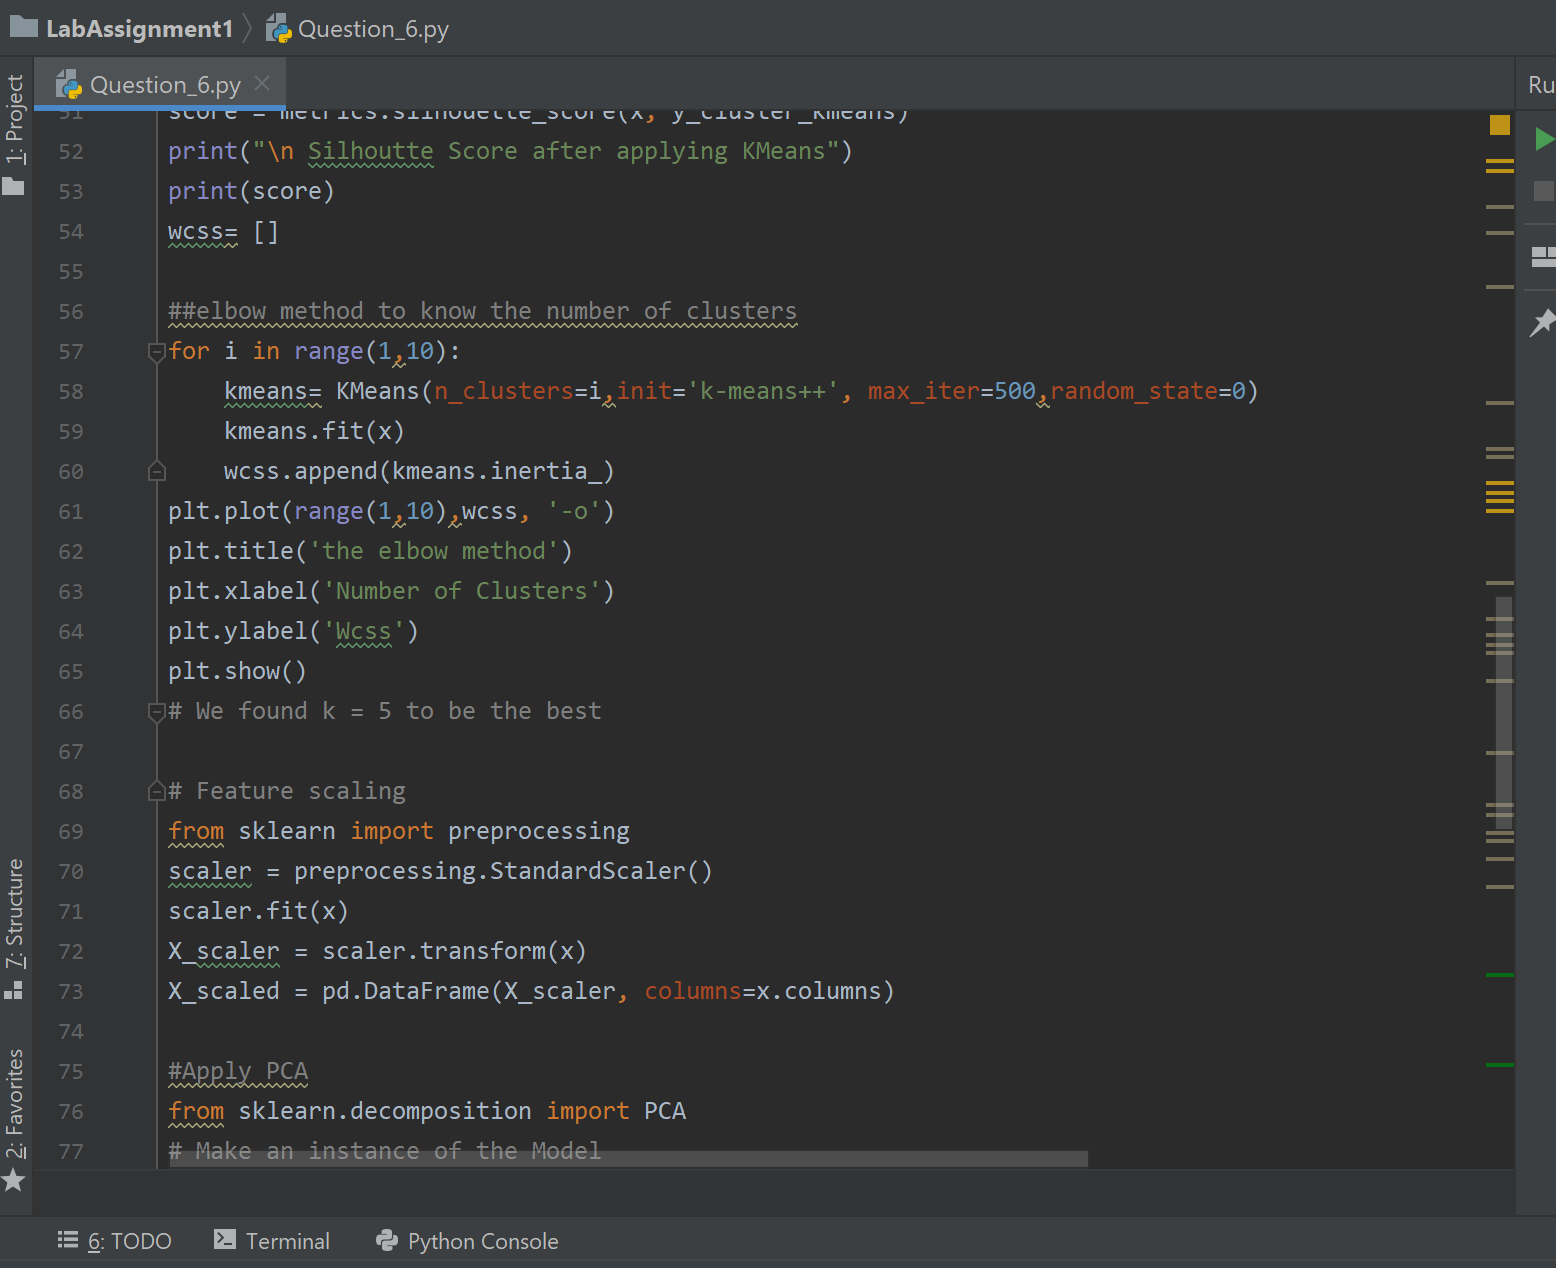 LabAssignment1
Question_6.py
Question_6.py
Ru
1: Project
51 score = metrics.silhouette_score(x, y_cluster_kmeans)
52 print("\n Silhoutte Score after applying KMeans")
53 print(score)
54 wcss= []
55
56 ##elbow method to know the number of clusters
57 for i in range(1,10):
58     kmeans= KMeans(n_clusters=i,init='k-means++', max_iter=500,random_state=0)
59     kmeans.fit(x)
60     wcss.append(kmeans.inertia_)
61 plt.plot(range(1,10),wcss, '-o')
62 plt.title('the elbow method')
63 plt.xlabel('Number of Clusters')
64 plt.ylabel('Wcss')
65 plt.show()
66 # We found k = 5 to be the best
67
68 # Feature scaling
69 from sklearn import preprocessing
70 scaler = preprocessing.StandardScaler()
71 scaler.fit(x)
72 X_scaler = scaler.transform(x)
73 X_scaled = pd.DataFrame(X_scaler, columns=x.columns)
74
75 #Apply PCA
76 from sklearn.decomposition import PCA
77 # Make an instance of the Model
7: Structure
2: Favorites
6: TODO
Terminal
Python Console